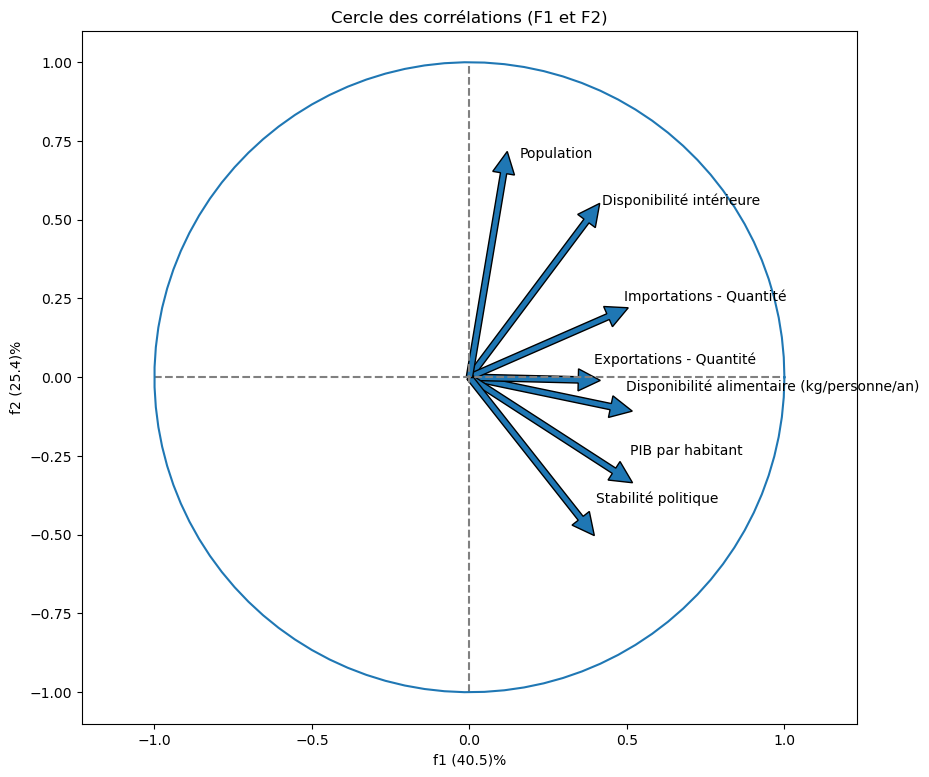 Cercle des corrélations (F1 et F2)
1.00
0.75
Population
Disponibilité intérieure
0.50
Importations - Quantité
0.25
Exportations - Quantité
0.00
Disponibilité alimentaire (kg/personne/an)
f2 (25.4)%
PIB par habitant
−0.25
Stabilité politique
−0.50
−0.75
−1.00
−1.0 −0.5 0.0 0.5 1.0
f1 (40.5)%